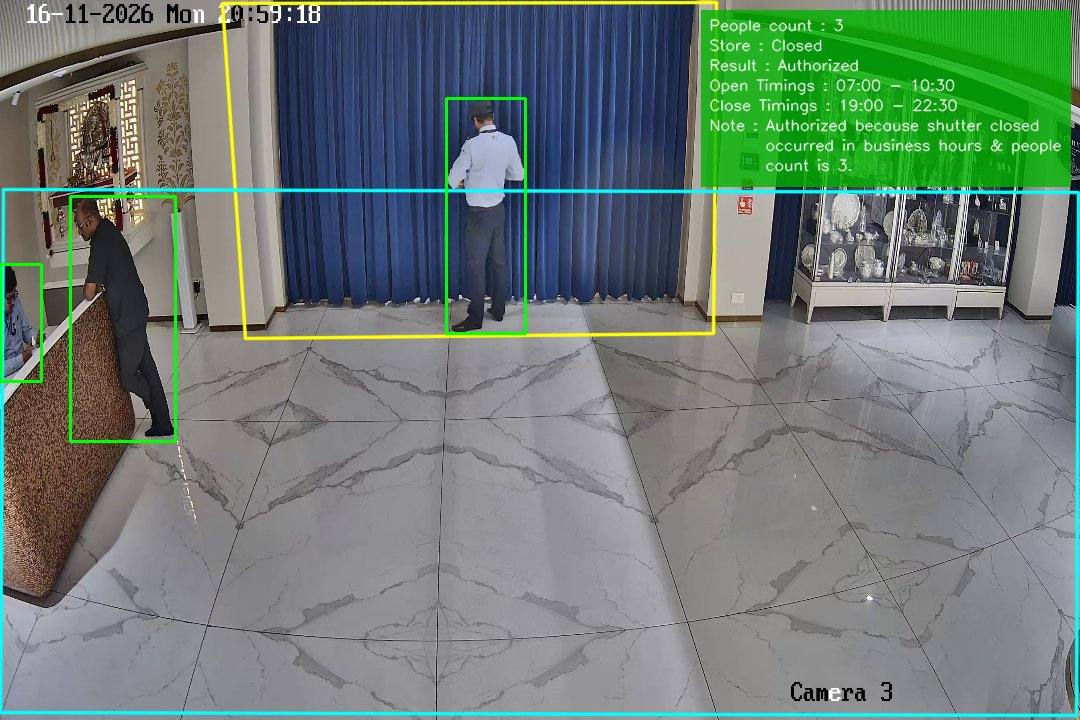 16-11-2026 Mon 20:59:18
People count : 3
Store : Closed
Result : Authorized
Open Timings : 07:00 - 10:30
Close Timings : 19:00 - 22:30
Note : Authorized because shutter closed
occurred in business hours & people
count is 3.
Camera 3